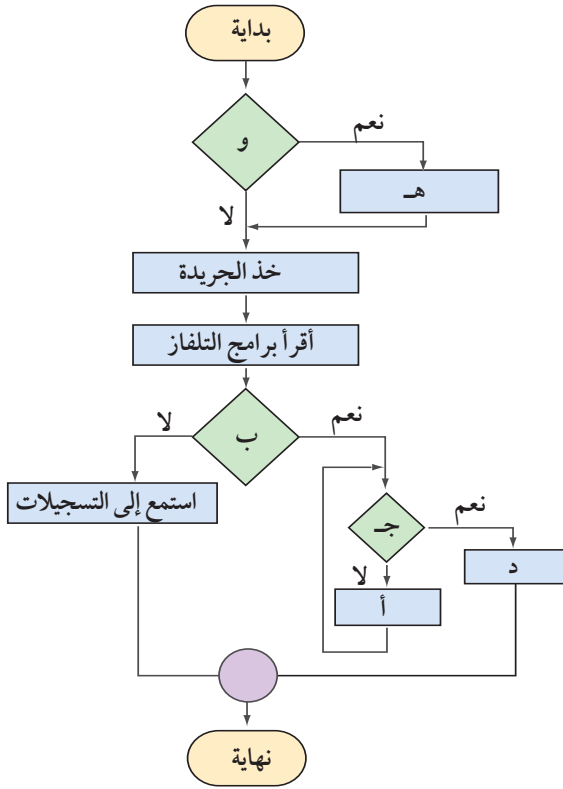 بداية
و
نعم
هـ
لا
خذ الجريدة
أقرأ برامج التلفاز
ب
لا
نعم
استمع إلى التسجيلات
جـ
نعم
لا
د
أ
نهاية